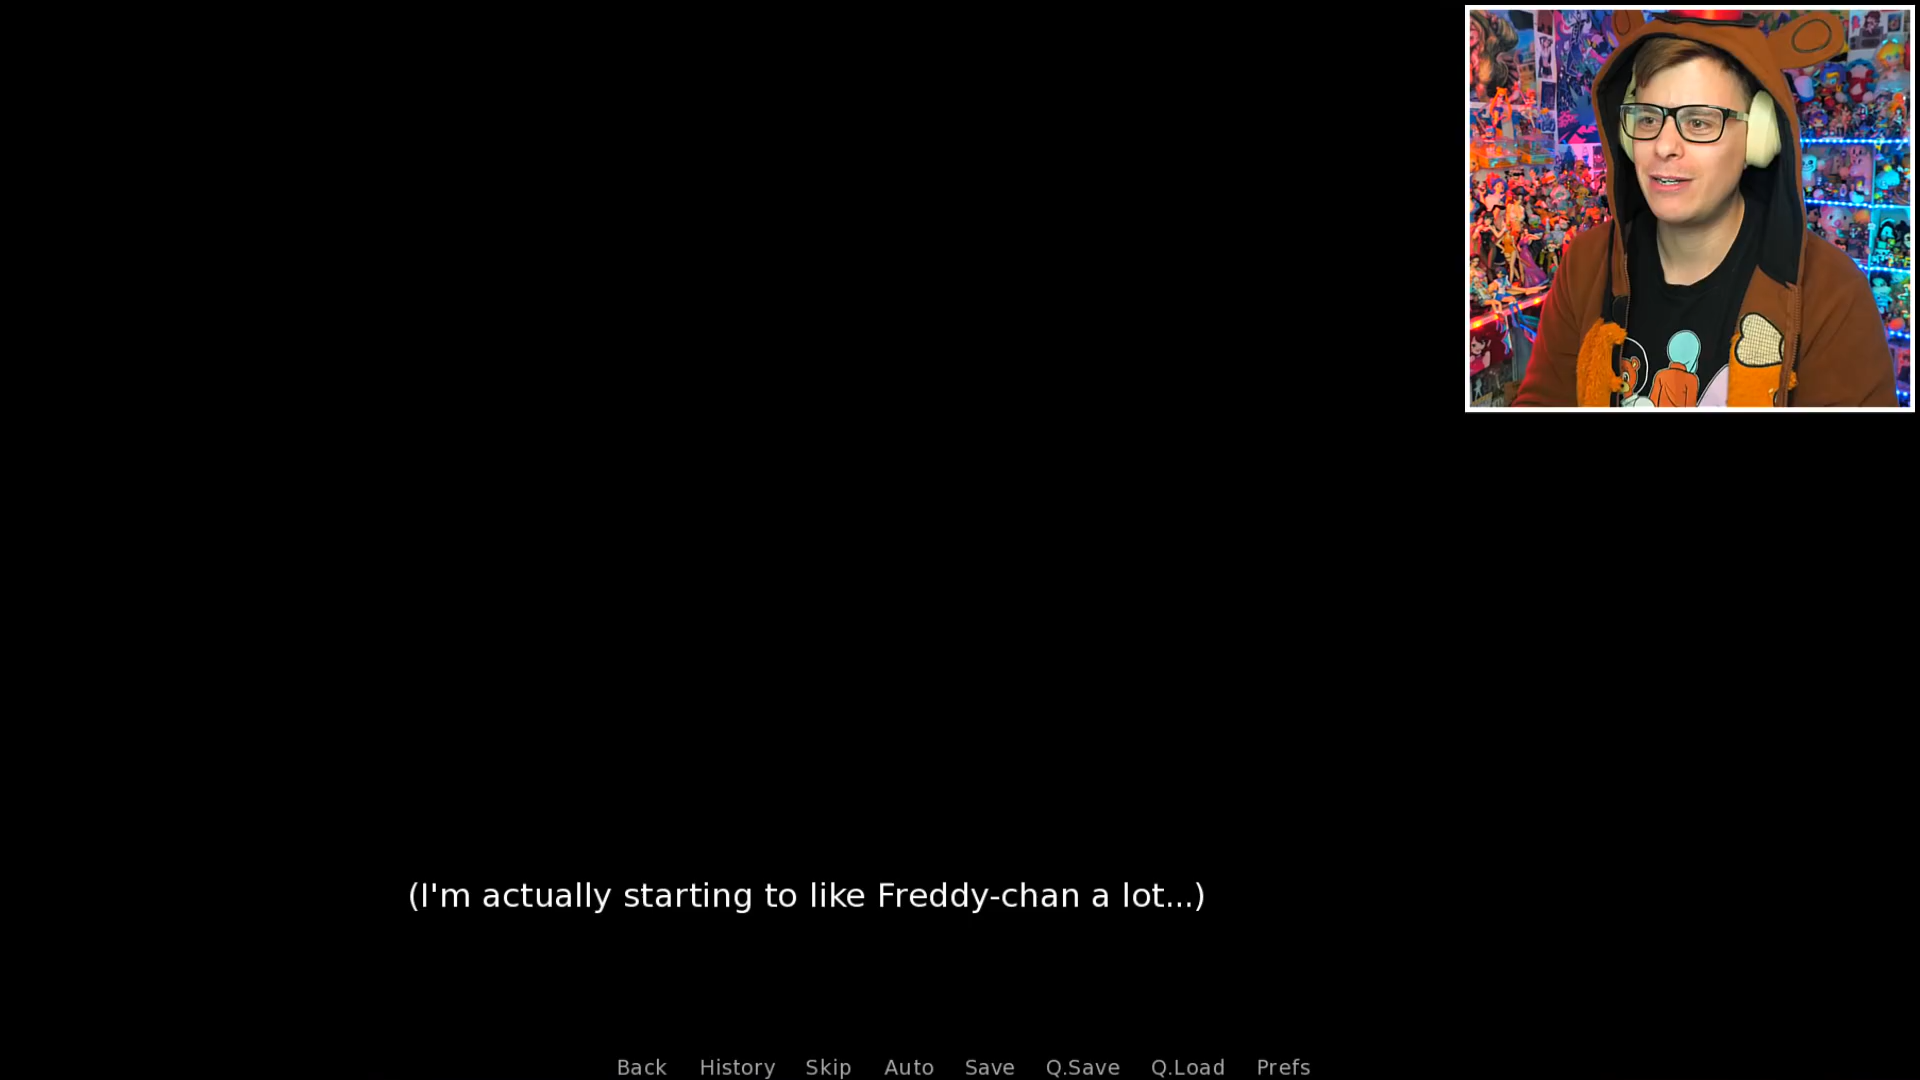 (I'm actually starting to like Freddy-chan a lot...)
Back History Skip Auto Save Q.Save Q.Load Prefs